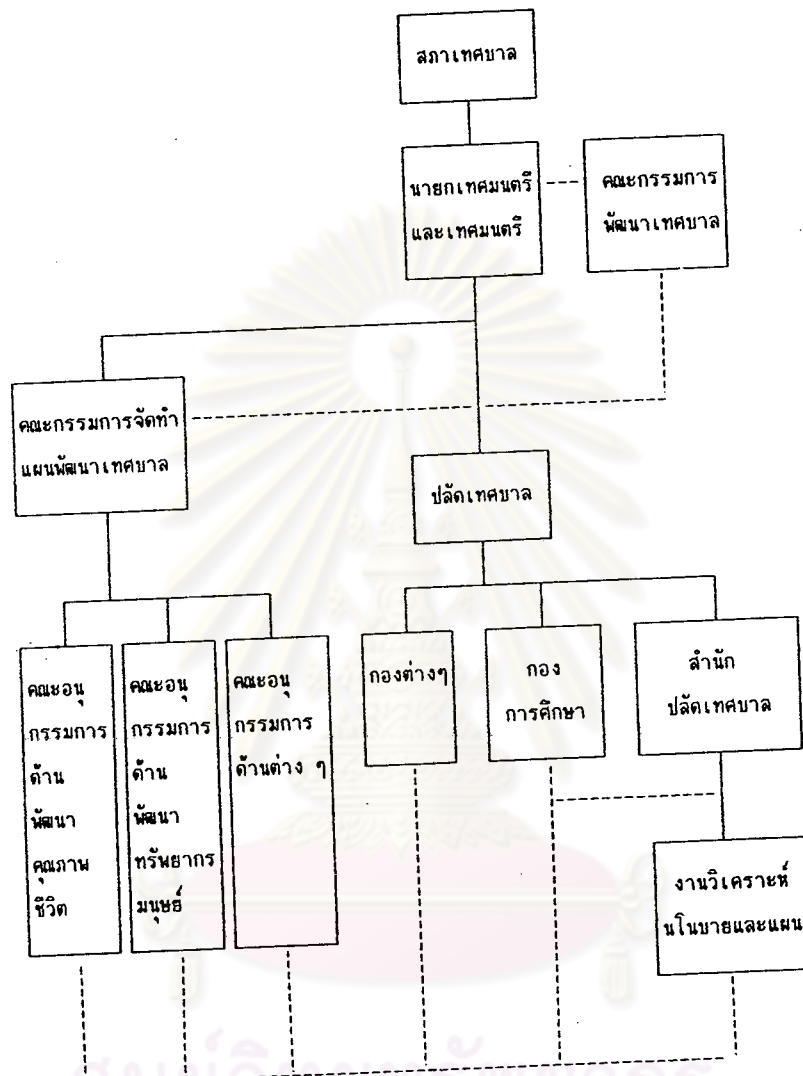 สภาเทศบาล
นายกเทศมนตรี
และเทศมนตรี
คณะกรรมการ
พัฒนาเทศบาล
คณะกรรมการจัดทำ
แผนพัฒนาเทศบาล
ปลัดเทศบาล
คณะอนุ
กรรมการ
ด้าน
พัฒนา
คุณภาพ
ชีวิต
คณะอนุ
กรรมการ
ด้าน
พัฒนา
ทรัพยากร
มนุษย์
คณะอนุ
กรรมการ
ด้านต่าง ๆ
กองต่างๆ
กอง
การศึกษา
สำนัก
ปลัดเทศบาล
งานวิเคราะห์
นโนบายและแผน